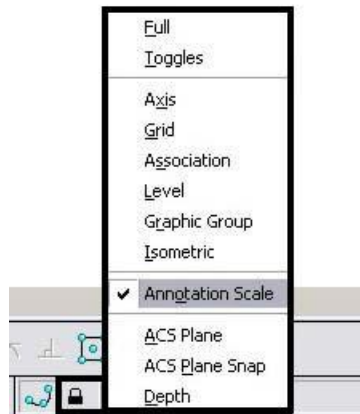 Full
Toggles
Axis
Grid
Association
Level
Graphic Group
Isometric
Annotation Scale
ACS Plane
ACS Plane Snap
Depth